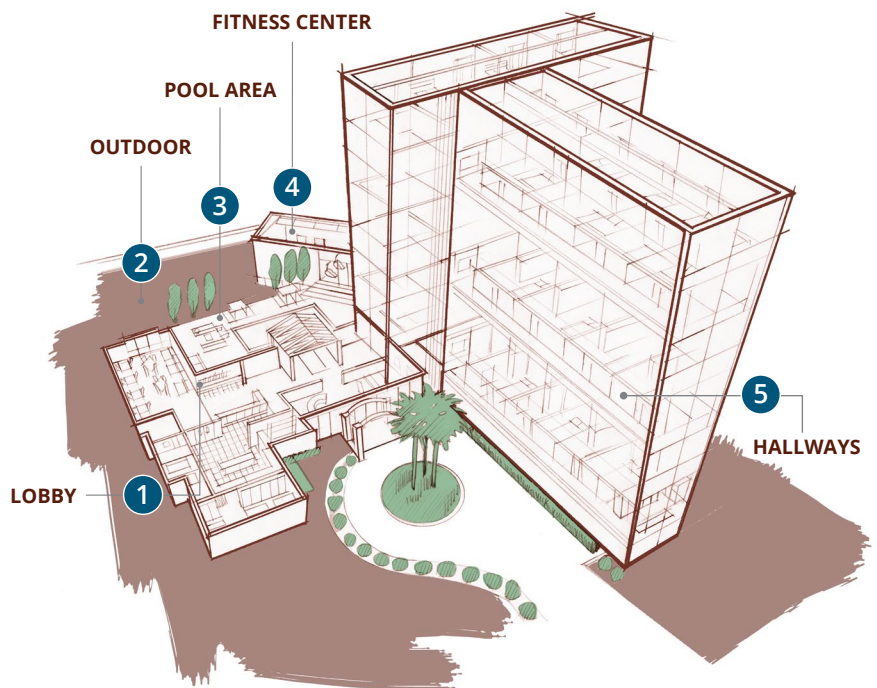 FITNESS CENTER
POOL AREA
OUTDOOR
4
3
2
5
HALLWAYS
LOBBY
1